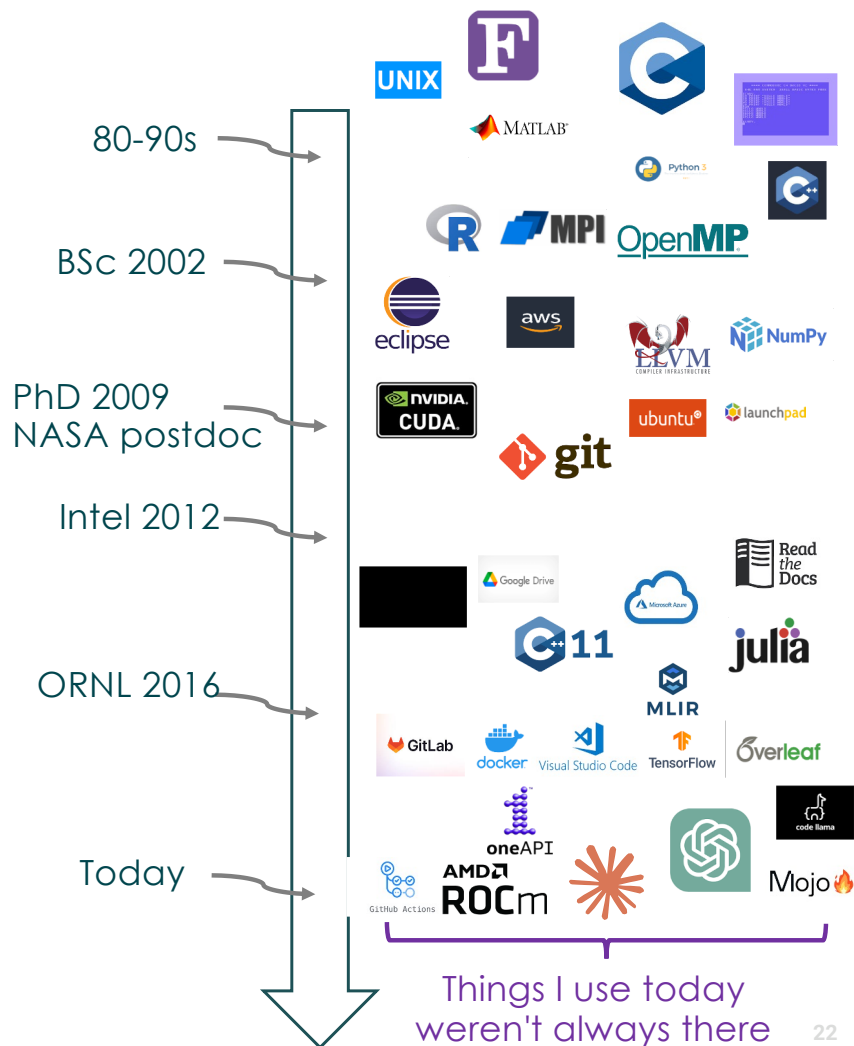 UNIX
F
C
MATLAB
80-90s
Python 3
C++
R
MPI
OpenMP
BSc 2002
eclipse
aws
LLVM
COMPILER INFRASTRUCTURE
NumPy
PhD 2009
NASA postdoc
NVIDIA.
CUDA.
ubuntu
launchpad
git
Intel 2012
Google Drive
Microsoft Azure
Read
the
Docs
C++ 11
julia
ORNL 2016
MLIR
GitLab
docker
Visual Studio Code
TensorFlow
Overleaf
1
oneAPI
code llama
Today
GitHub Actions
AMD
ROCm
Mojo
Things I use today
weren't always there
22